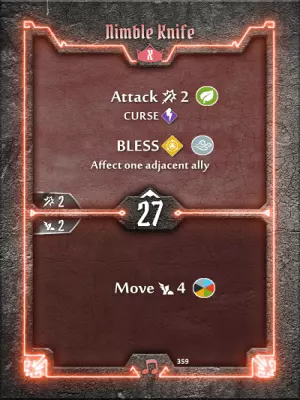 Nimble Knife
X
Attack 2
CURSE
BLESS
Affect one adjacent ally
2
27
2
Move 4
359